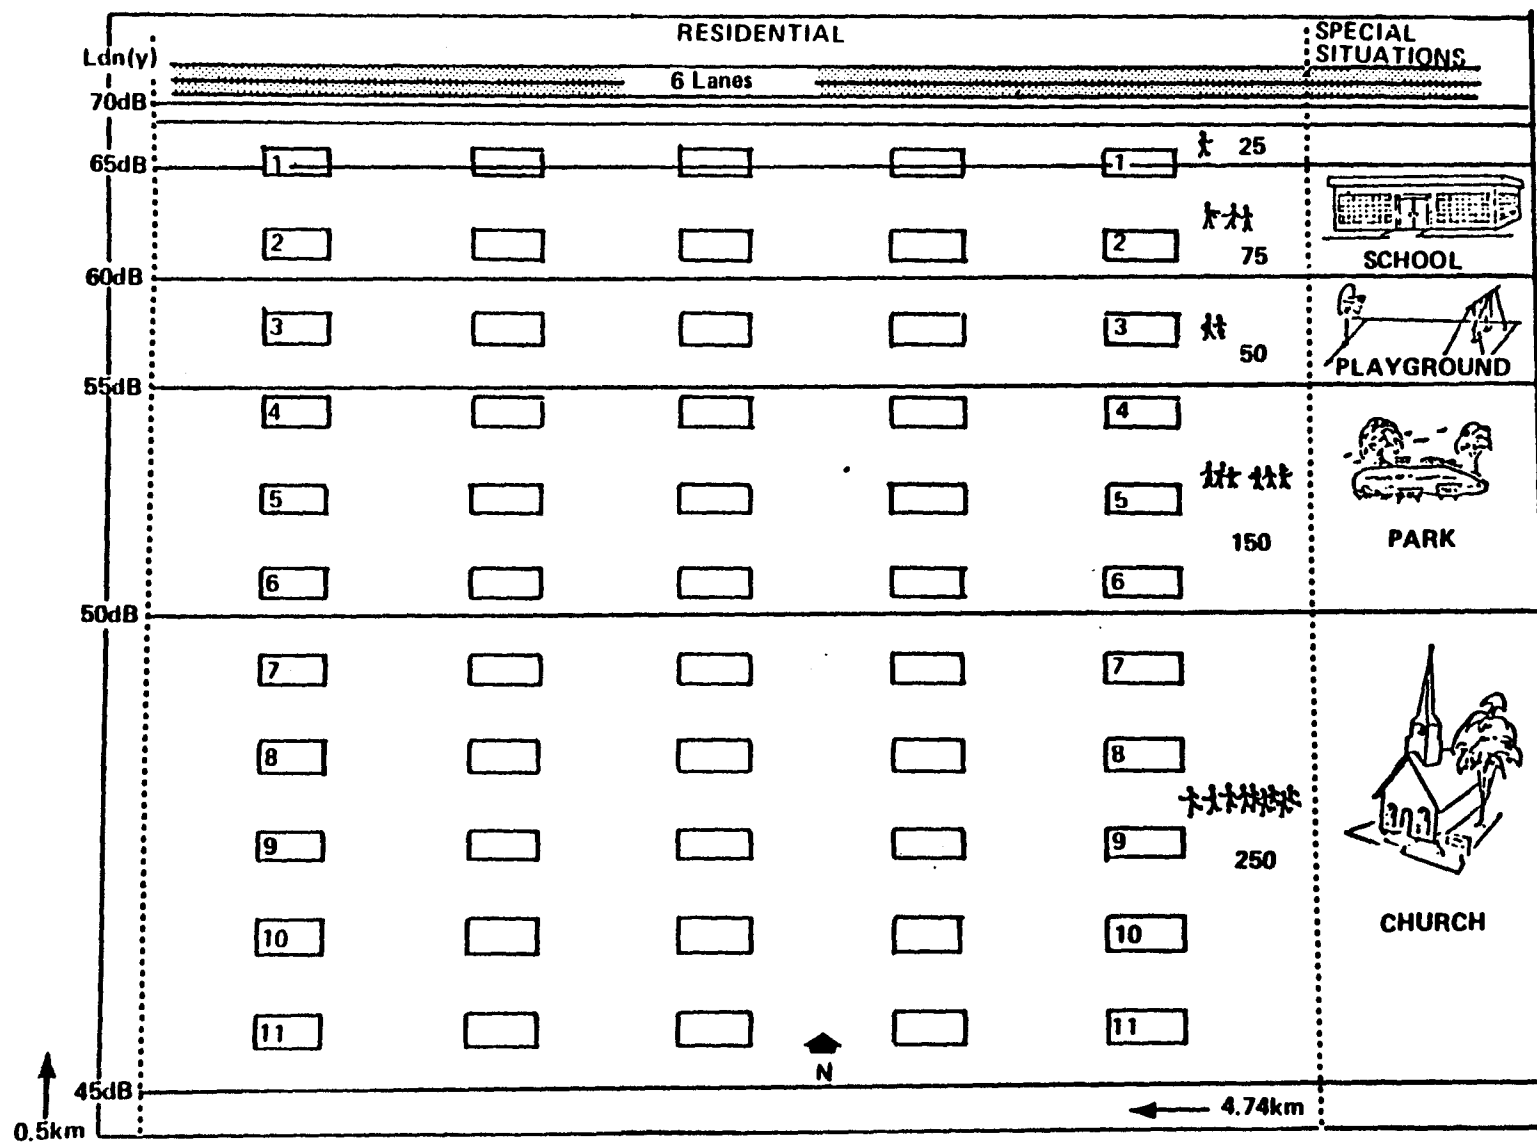 RESIDENTIAL
SPECIAL
SITUATIONS
Ldn(y)
6 Lanes
70dB
1 1 25
65dB
2 2 75
SCHOOL
60dB
3 3 50
PLAYGROUND
55dB
4 4
5 5
150 PARK
6 6
50dB
7 7
8 8
9 9 250
CHURCH
10 10
11 11
N
45dB
4.74km
0.5km